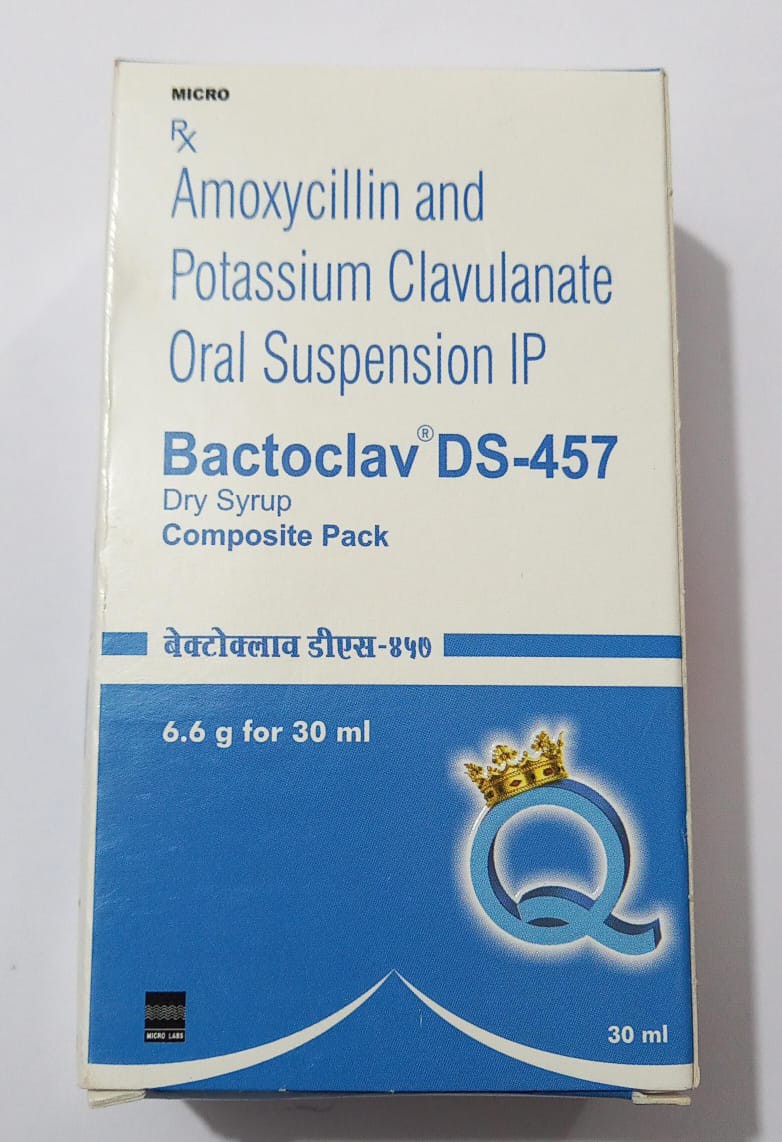 MICRO
Rx
Amoxycillin and
Potassium Clavulanate
Oral Suspension IP
Bactoclav® DS-457
Dry Syrup
Composite Pack
बेक्टोक्लाव डीएस-४५७
6.6 g for 30 ml
Q
MICRO LABS
30 ml